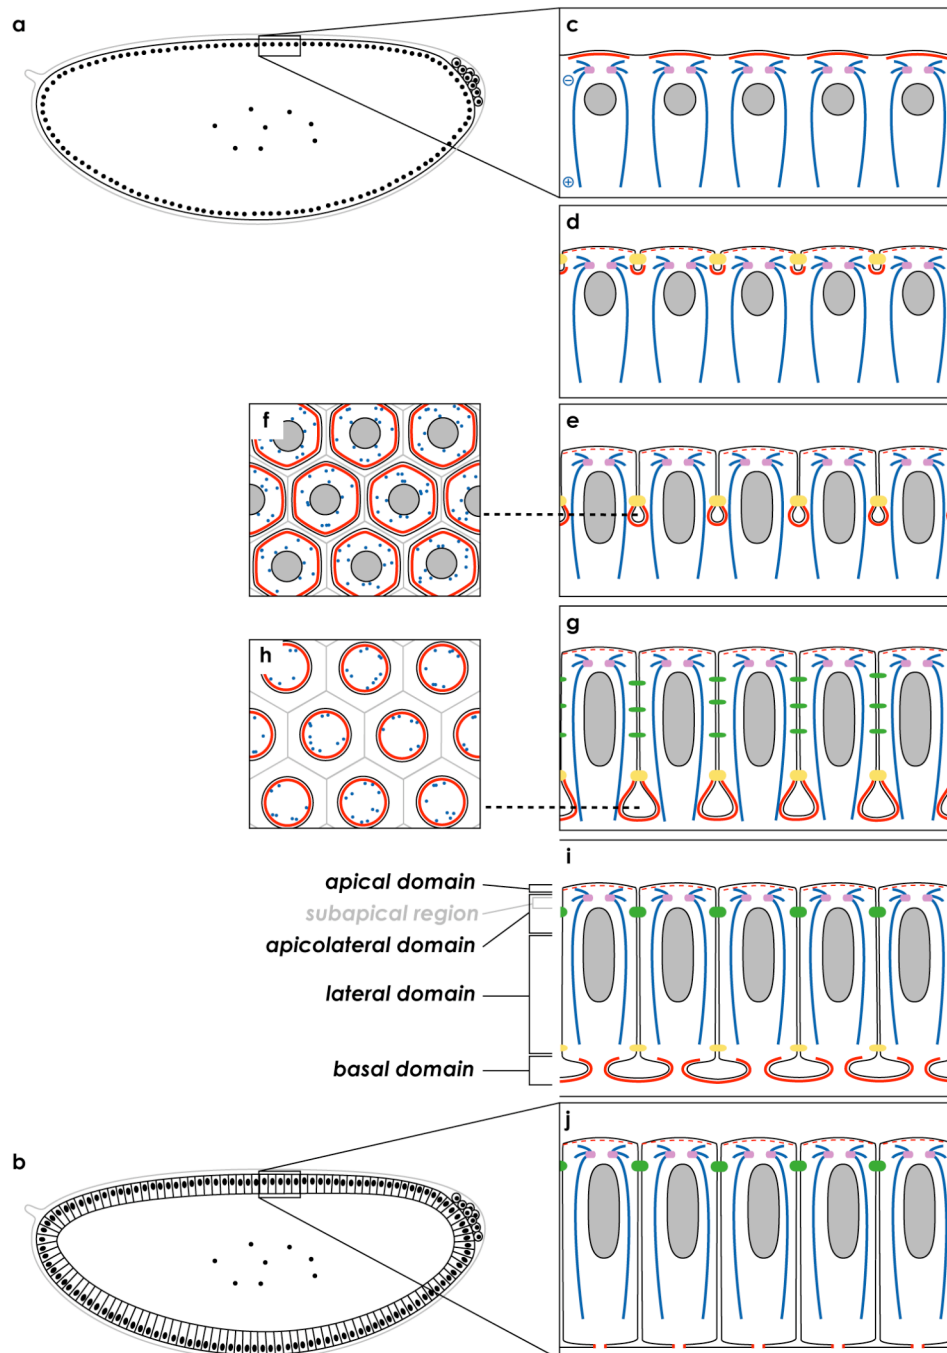 a
c
⊖
⊕
d
f
e
h
g
i
apical domain
subapical region
apicolateral domain
lateral domain
basal domain
b
j